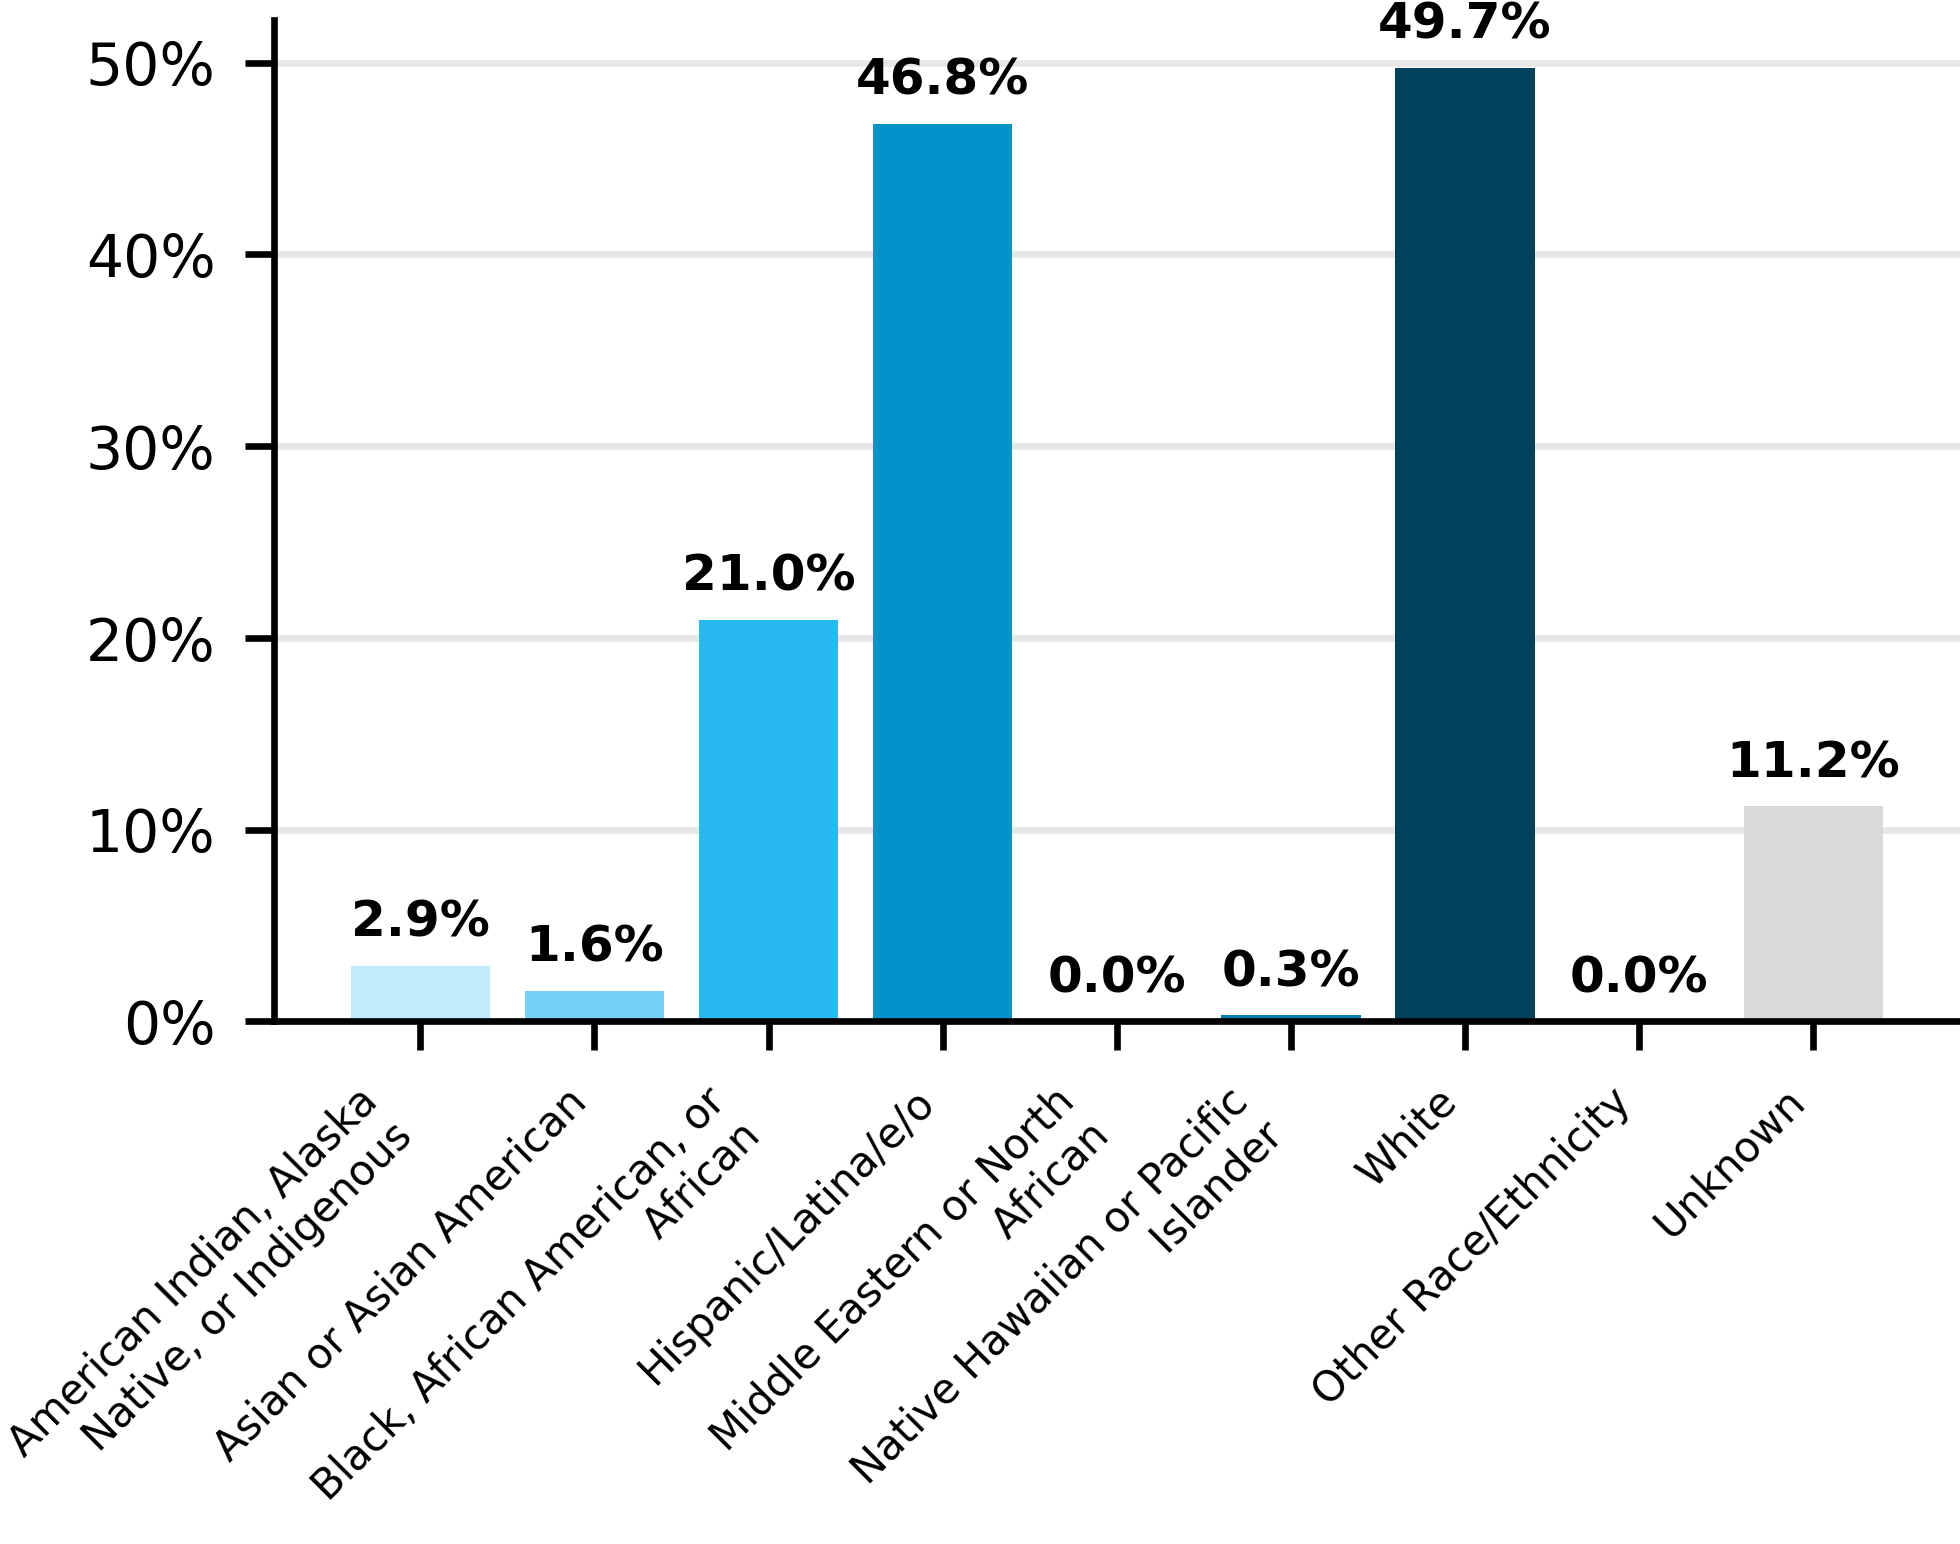 49.7%
50%
46.8%
40%
30%
21.0%
20%
11.2%
10%
2.9%
1.6%
0.0%
0.3%
0.0%
0%
American Indian, Alaska
Native, or Indigenous
Asian or Asian American
Black, African American, or
African
Hispanic/Latina/e/o
Middle Eastern or North
African
Native Hawaiian or Pacific
Islander
White
Other Race/Ethnicity
Unknown